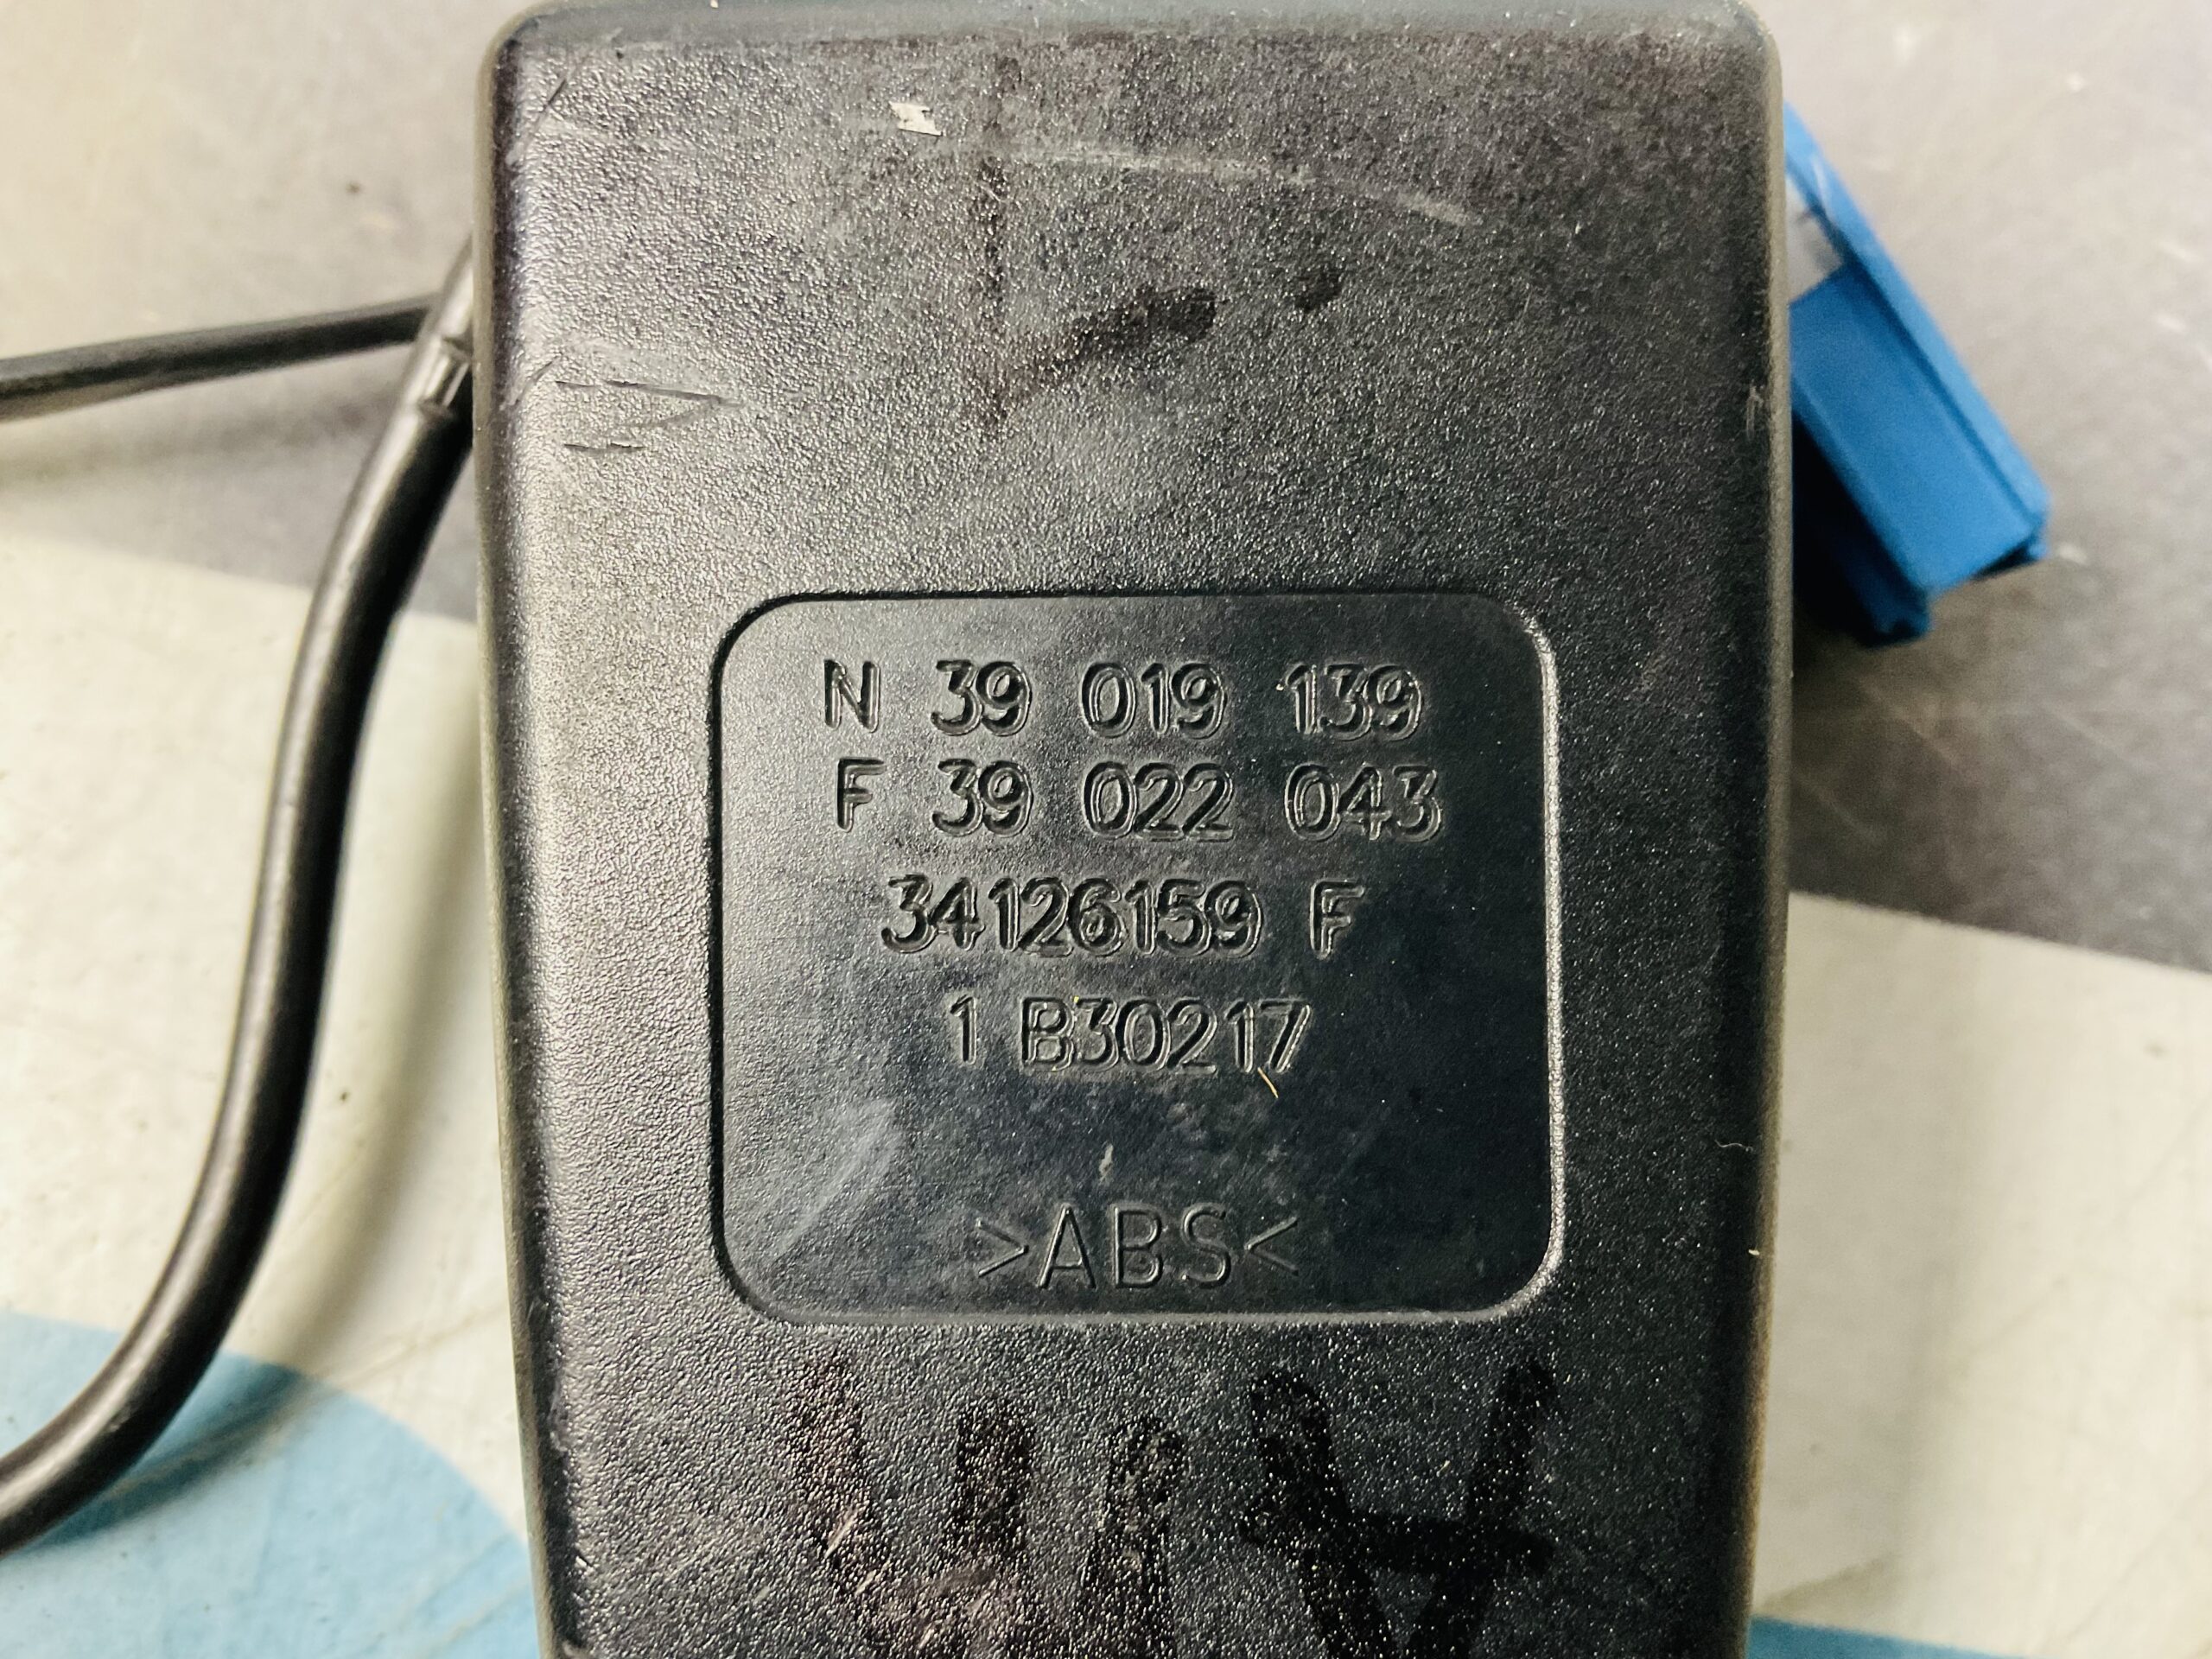 N 39 019 139
F 39 022 043
34126159 F
1 B30217
>ABS<